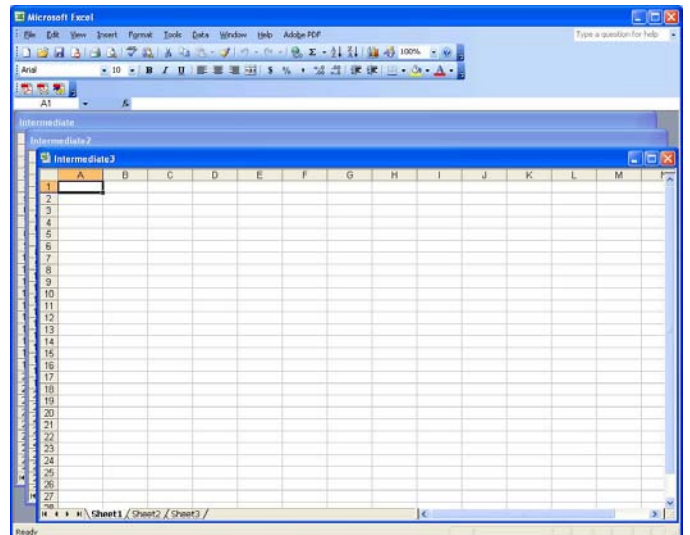 Microsoft Excel
File Edit View Insert Format Tools Data Window Help Adobe PDF
Type a question for help
100%
Arial 10 B I U $ %
A1 fx
Intermediate
Intermediate2
Intermediate3
A B C D E F G H I J K L M
1
2
3
4
5
6
7
8
9
10
11
12
13
14
15
16
17
18
19
20
21
22
23
24
25
26
27
Sheet1 / Sheet2 / Sheet3 /
Ready